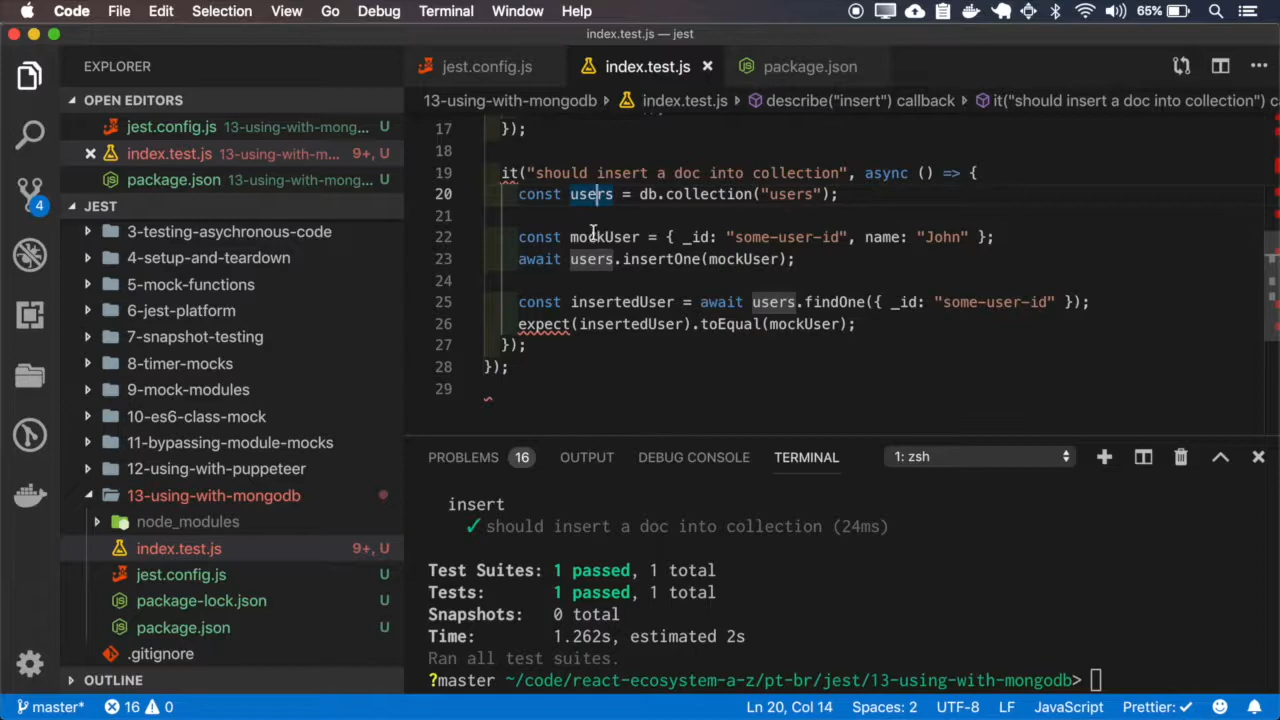 Code File Edit Selection View Go Debug Terminal Window Help 65%
index.test.js — jest
EXPLORER
OPEN EDITORS
jest.config.js 13-using-with-mong... U
index.test.js 13-using-with-m... 9+, U
package.json 13-using-with-mong... U
JEST
3-testing-asychronous-code
4-setup-and-teardown
5-mock-functions
6-jest-platform
7-snapshot-testing
8-timer-mocks
9-mock-modules
10-es6-class-mock
11-bypassing-module-mocks
12-using-with-puppeteer
13-using-with-mongodb
node_modules
index.test.js 9+, U
jest.config.js U
package-lock.json U
package.json U
.gitignore
OUTLINE
4
jest.config.js index.test.js package.json
13-using-with-mongodb index.test.js describe("insert") callback it("should insert a doc into collection") c
17 });
18
19 it("should insert a doc into collection", async () => {
20 const users = db.collection("users");
21
22 const mockUser = { _id: "some-user-id", name: "John" };
23 await users.insertOne(mockUser);
24
25 const insertedUser = await users.findOne({ _id: "some-user-id" });
26 expect(insertedUser).toEqual(mockUser);
27 });
28 });
29
PROBLEMS 16 OUTPUT DEBUG CONSOLE TERMINAL 1: zsh
insert
✓ should insert a doc into collection (24ms)
Test Suites: 1 passed, 1 total
Tests: 1 passed, 1 total
Snapshots: 0 total
Time: 1.262s, estimated 2s
Ran all test suites.
?master ~/code/react-ecosystem-a-z/pt-br/jest/13-using-with-mongodb>
master* 16 0 Ln 20, Col 14 Spaces: 2 UTF-8 LF JavaScript Prettier: ✓